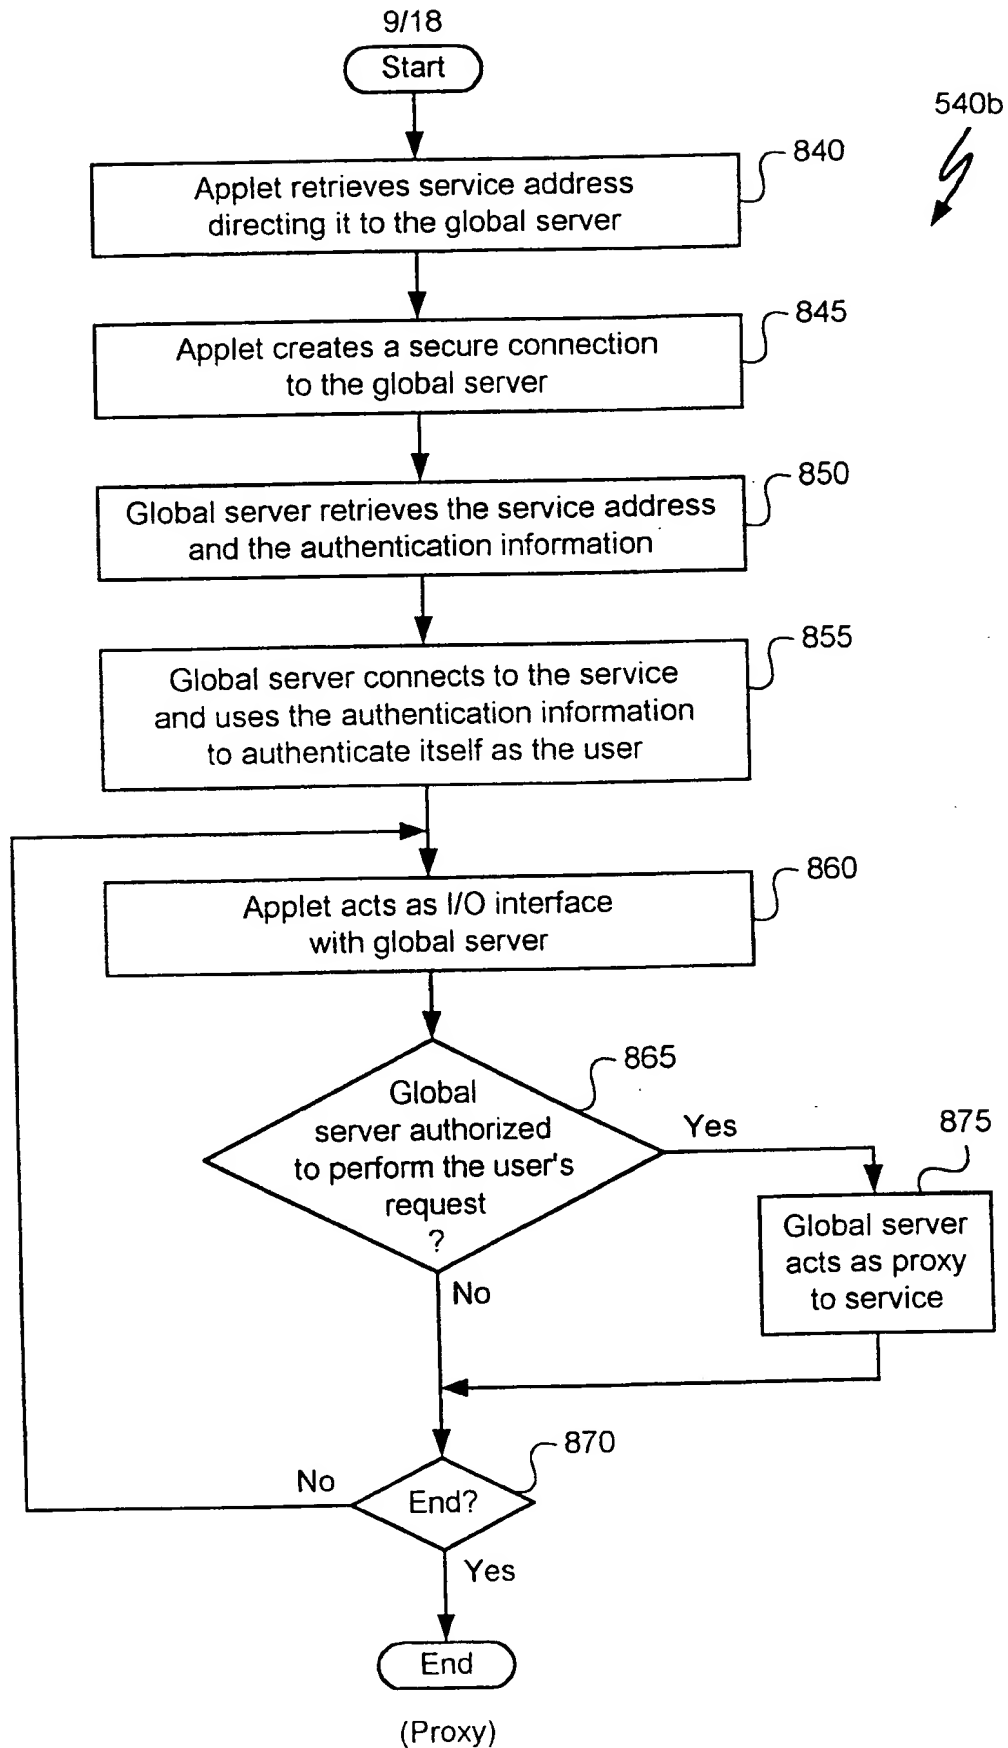 9/18
Start
540b
840
Applet retrieves service address
directing it to the global server
845
Applet creates a secure connection
to the global server
850
Global server retrieves the service address
and the authentication information
855
Global server connects to the service
and uses the authentication information
to authenticate itself as the user
860
Applet acts as I/O interface
with global server
865
Global
server authorized
to perform the user's
request
?
Yes
875
Global server
acts as proxy
to service
No
870
No
End?
Yes
End
(Proxy)